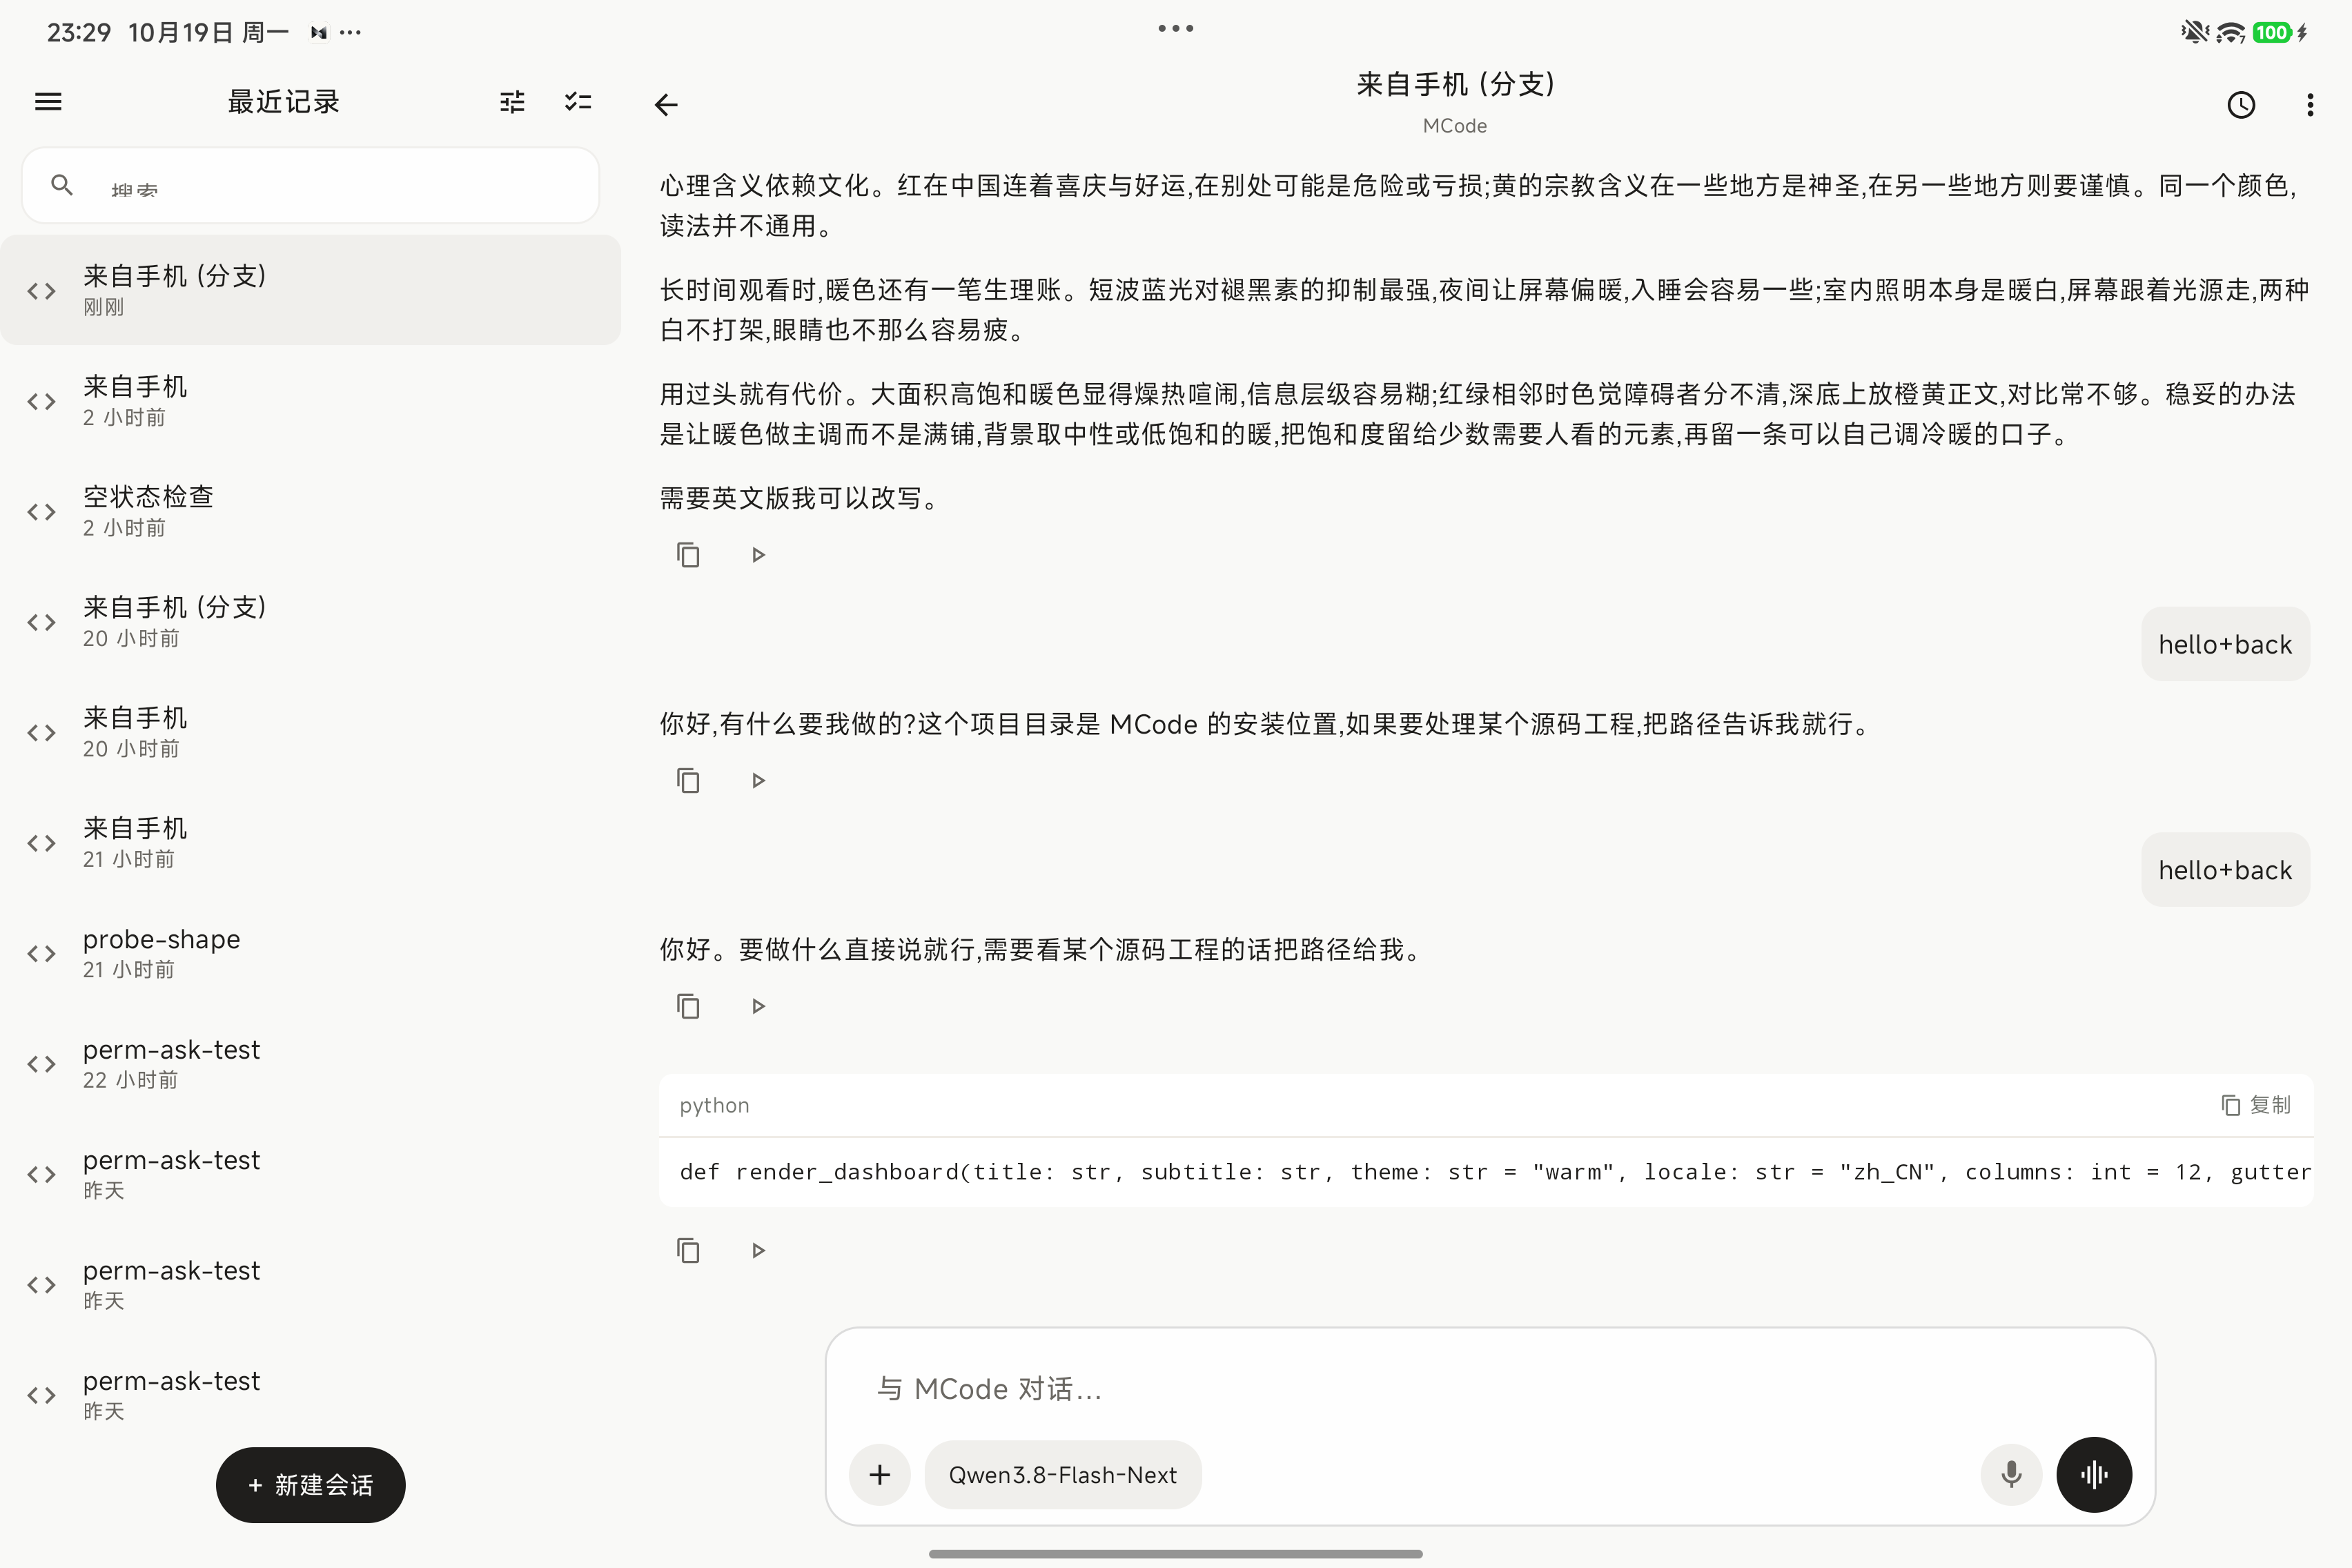 23:29 10月19日 周一
100
最近记录
搜索
来自手机 (分支)
刚刚
来自手机
2 小时前
空状态检查
2 小时前
来自手机 (分支)
20 小时前
来自手机
20 小时前
来自手机
21 小时前
probe-shape
21 小时前
perm-ask-test
22 小时前
perm-ask-test
昨天
perm-ask-test
昨天
perm-ask-test
昨天
+ 新建会话
来自手机 (分支)
MCode
心理含义依赖文化。红在中国连着喜庆与好运,在别处可能是危险或亏损;黄的宗教含义在一些地方是神圣,在另一些地方则要谨慎。同一个颜色,
读法并不通用。
长时间观看时,暖色还有一笔生理账。短波蓝光对褪黑素的抑制最强,夜间让屏幕偏暖,入睡会容易一些;室内照明本身是暖白,屏幕跟着光源走,两种
白不打架,眼睛也不那么容易疲。
用过头就有代价。大面积高饱和暖色显得燥热喧闹,信息层级容易糊;红绿相邻时色觉障碍者分不清,深底上放橙黄正文,对比常不够。稳妥的办法
是让暖色做主调而不是满铺,背景取中性或低饱和的暖,把饱和度留给少数需要人看的元素,再留一条可以自己调冷暖的口子。
需要英文版我可以改写。
hello+back
你好,有什么要我做的?这个项目目录是 MCode 的安装位置,如果要处理某个源码工程,把路径告诉我就行。
hello+back
你好。要做什么直接说就行,需要看某个源码工程的话把路径给我。
python
复制
def render_dashboard(title: str, subtitle: str, theme: str = "warm", locale: str = "zh_CN", columns: int = 12, gutter
与 MCode 对话...
Qwen3.8-Flash-Next